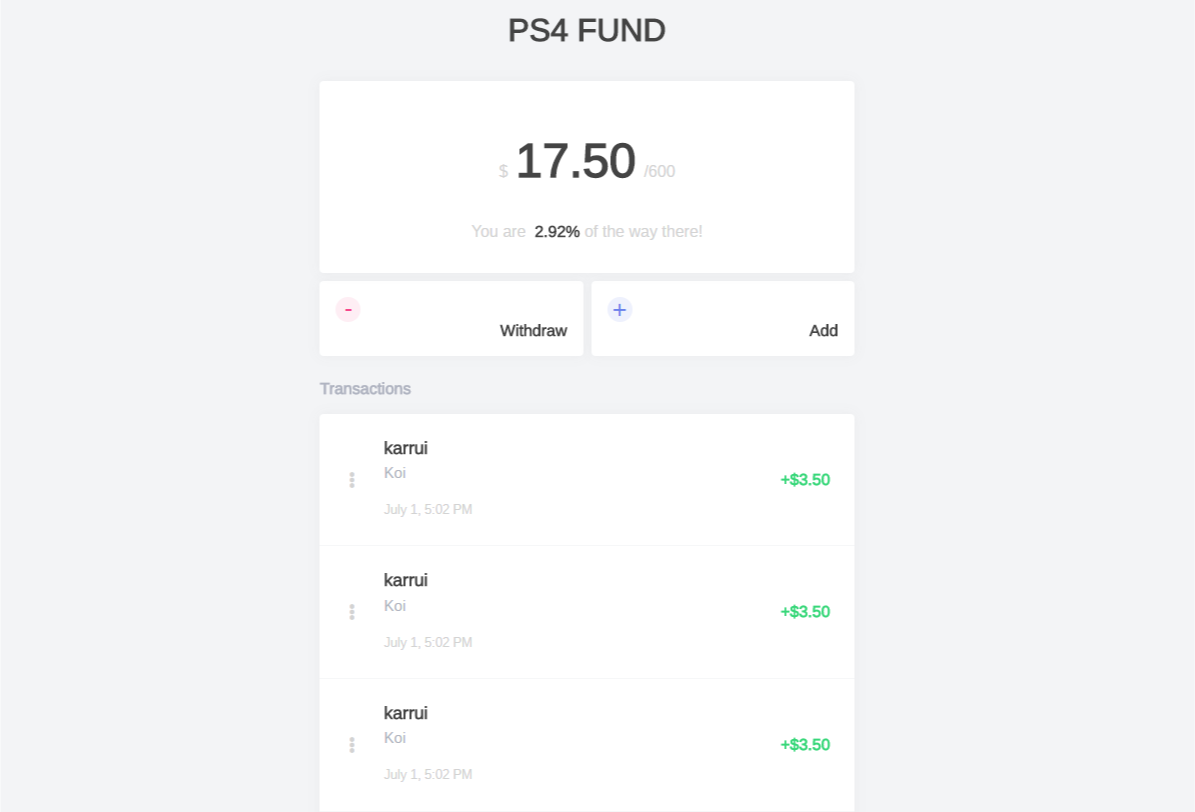 PS4 FUND
$ 17.50 /600
You are 2.92% of the way there!
-
Withdraw
+
Add
Transactions
karrui
Koi
+$3.50
July 1, 5:02 PM
karrui
Koi
+$3.50
July 1, 5:02 PM
karrui
Koi
+$3.50
July 1, 5:02 PM